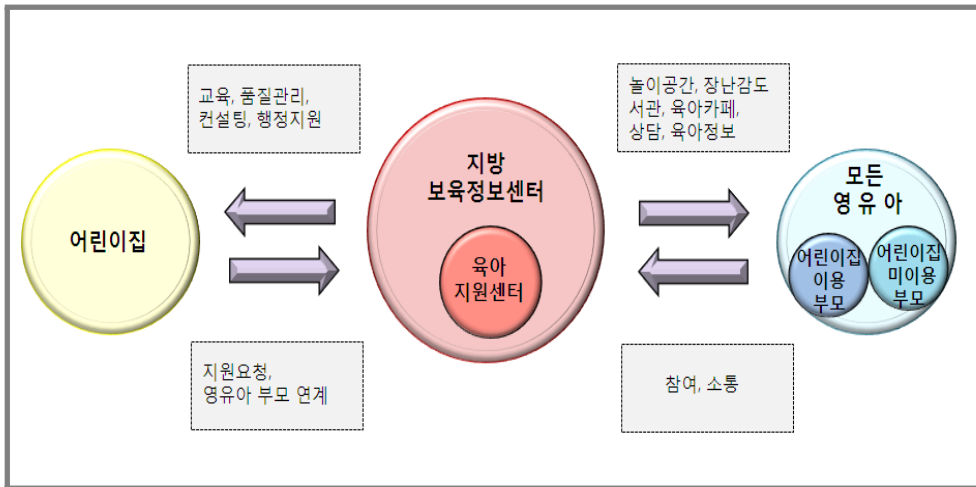 교육, 품질관리,
컨설팅, 행정지원
놀이공간, 장난감도
서관, 육아카페,
상담, 육아정보
어린이집
지방
보육정보센터
육아
지원센터
모든
영 유 아
어린이집
이용
부모
어린이집
미이용
부모
지원요청,
영유아 부모 연계
참여, 소통